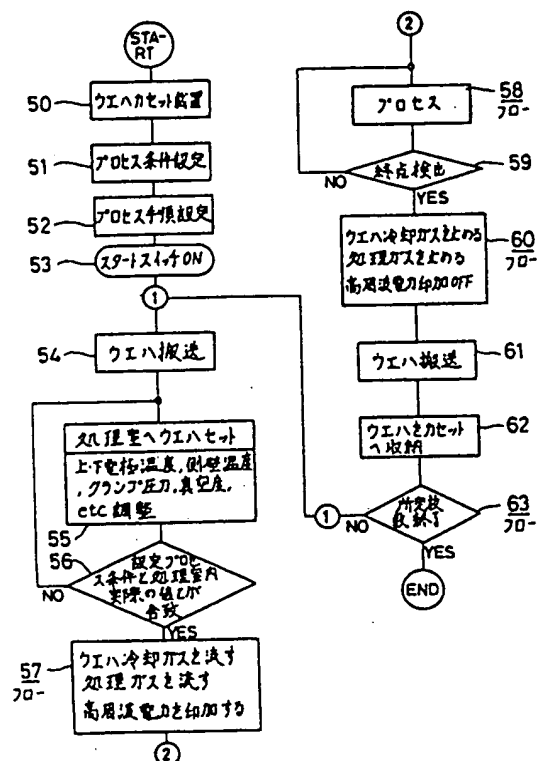 STA-
RT
50
ウエハカセット設置
51
プロセス条件設定
52
プロセス手順設定
53
スタートスイッチON
1
54
ウエハ搬送
処理室へウエハセット
上・下電極温度,側壁温度
,クランプ圧力,真空度,
etc 調整
55
56
設定プロセ
ス条件と処理室内
実際の値とが
合致
NO
YES
57
フロー
ウエハ冷却ガスを流す
処理ガスを流す
高周波電力を印加する
2
2
58
フロー
プロセス
59
終点検出
NO
YES
60
フロー
ウエハ冷却ガスを止める
処理ガスを止める
高周波電力印加OFF
61
ウエハ搬送
62
ウエハをカセット
へ収納
63
フロー
所定枚
数終了
1
NO
YES
END